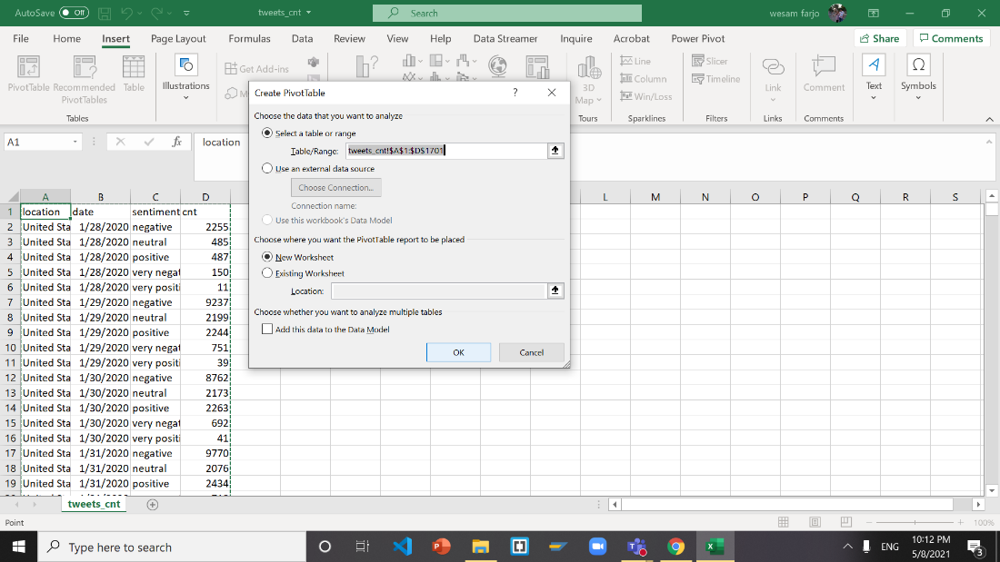 AutoSave Off tweets_cnt Search wesam farjo
File Home Insert Page Layout Formulas Data Review View Help Data Streamer Inquire Acrobat Power Pivot Share Comments
PivotTable Recommended PivotTables Table
Tables
Illustrations
Get Add-ins
3D Map
Tours
Line
Column
Win/Loss
Sparklines
Slicer
Timeline
Filters
Link
Links
Comment
Comments
Text
Symbols
A1 fx location
Create PivotTable ?
Choose the data that you want to analyze
Select a table or range
Table/Range: tweets_cnt!$A$1:$D$1701
Use an external data source
Choose Connection...
Connection name:
Use this workbook's Data Model
Choose where you want the PivotTable report to be placed
New Worksheet
Existing Worksheet
Location:
Choose whether you want to analyze multiple tables
Add this data to the Data Model
OK Cancel
A B C D L M N O P Q R S
1 location date sentiment cnt
2 United Sta 1/28/2020 negative 2255
3 United Sta 1/28/2020 neutral 485
4 United Sta 1/28/2020 positive 487
5 United Sta 1/28/2020 very negat 150
6 United Sta 1/28/2020 very positi 11
7 United Sta 1/29/2020 negative 9237
8 United Sta 1/29/2020 neutral 2199
9 United Sta 1/29/2020 positive 2244
10 United Sta 1/29/2020 very negat 751
11 United Sta 1/29/2020 very positi 39
12 United Sta 1/30/2020 negative 8762
13 United Sta 1/30/2020 neutral 2173
14 United Sta 1/30/2020 positive 2263
15 United Sta 1/30/2020 very negat 692
16 United Sta 1/30/2020 very positi 41
17 United Sta 1/31/2020 negative 9770
18 United Sta 1/31/2020 neutral 2076
19 United Sta 1/31/2020 positive 2434
tweets_cnt
Point 100%
Type here to search ENG 10:12 PM
5/8/2021 3